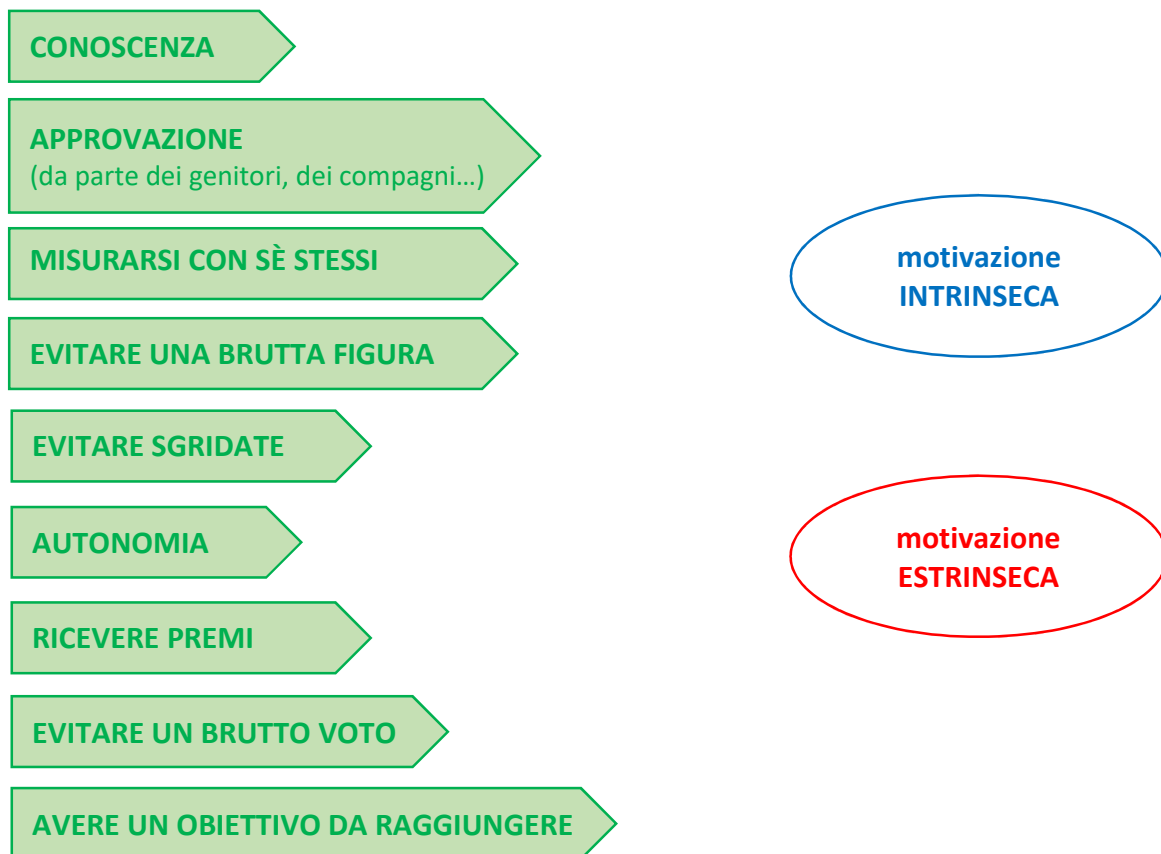 CONOSCENZA
APPROVAZIONE
(da parte dei genitori, dei compagni…)
MISURARSI CON SÈ STESSI
EVITARE UNA BRUTTA FIGURA
EVITARE SGRIDATE
AUTONOMIA
RICEVERE PREMI
EVITARE UN BRUTTO VOTO
AVERE UN OBIETTIVO DA RAGGIUNGERE
motivazione
INTRINSECA
motivazione
ESTRINSECA